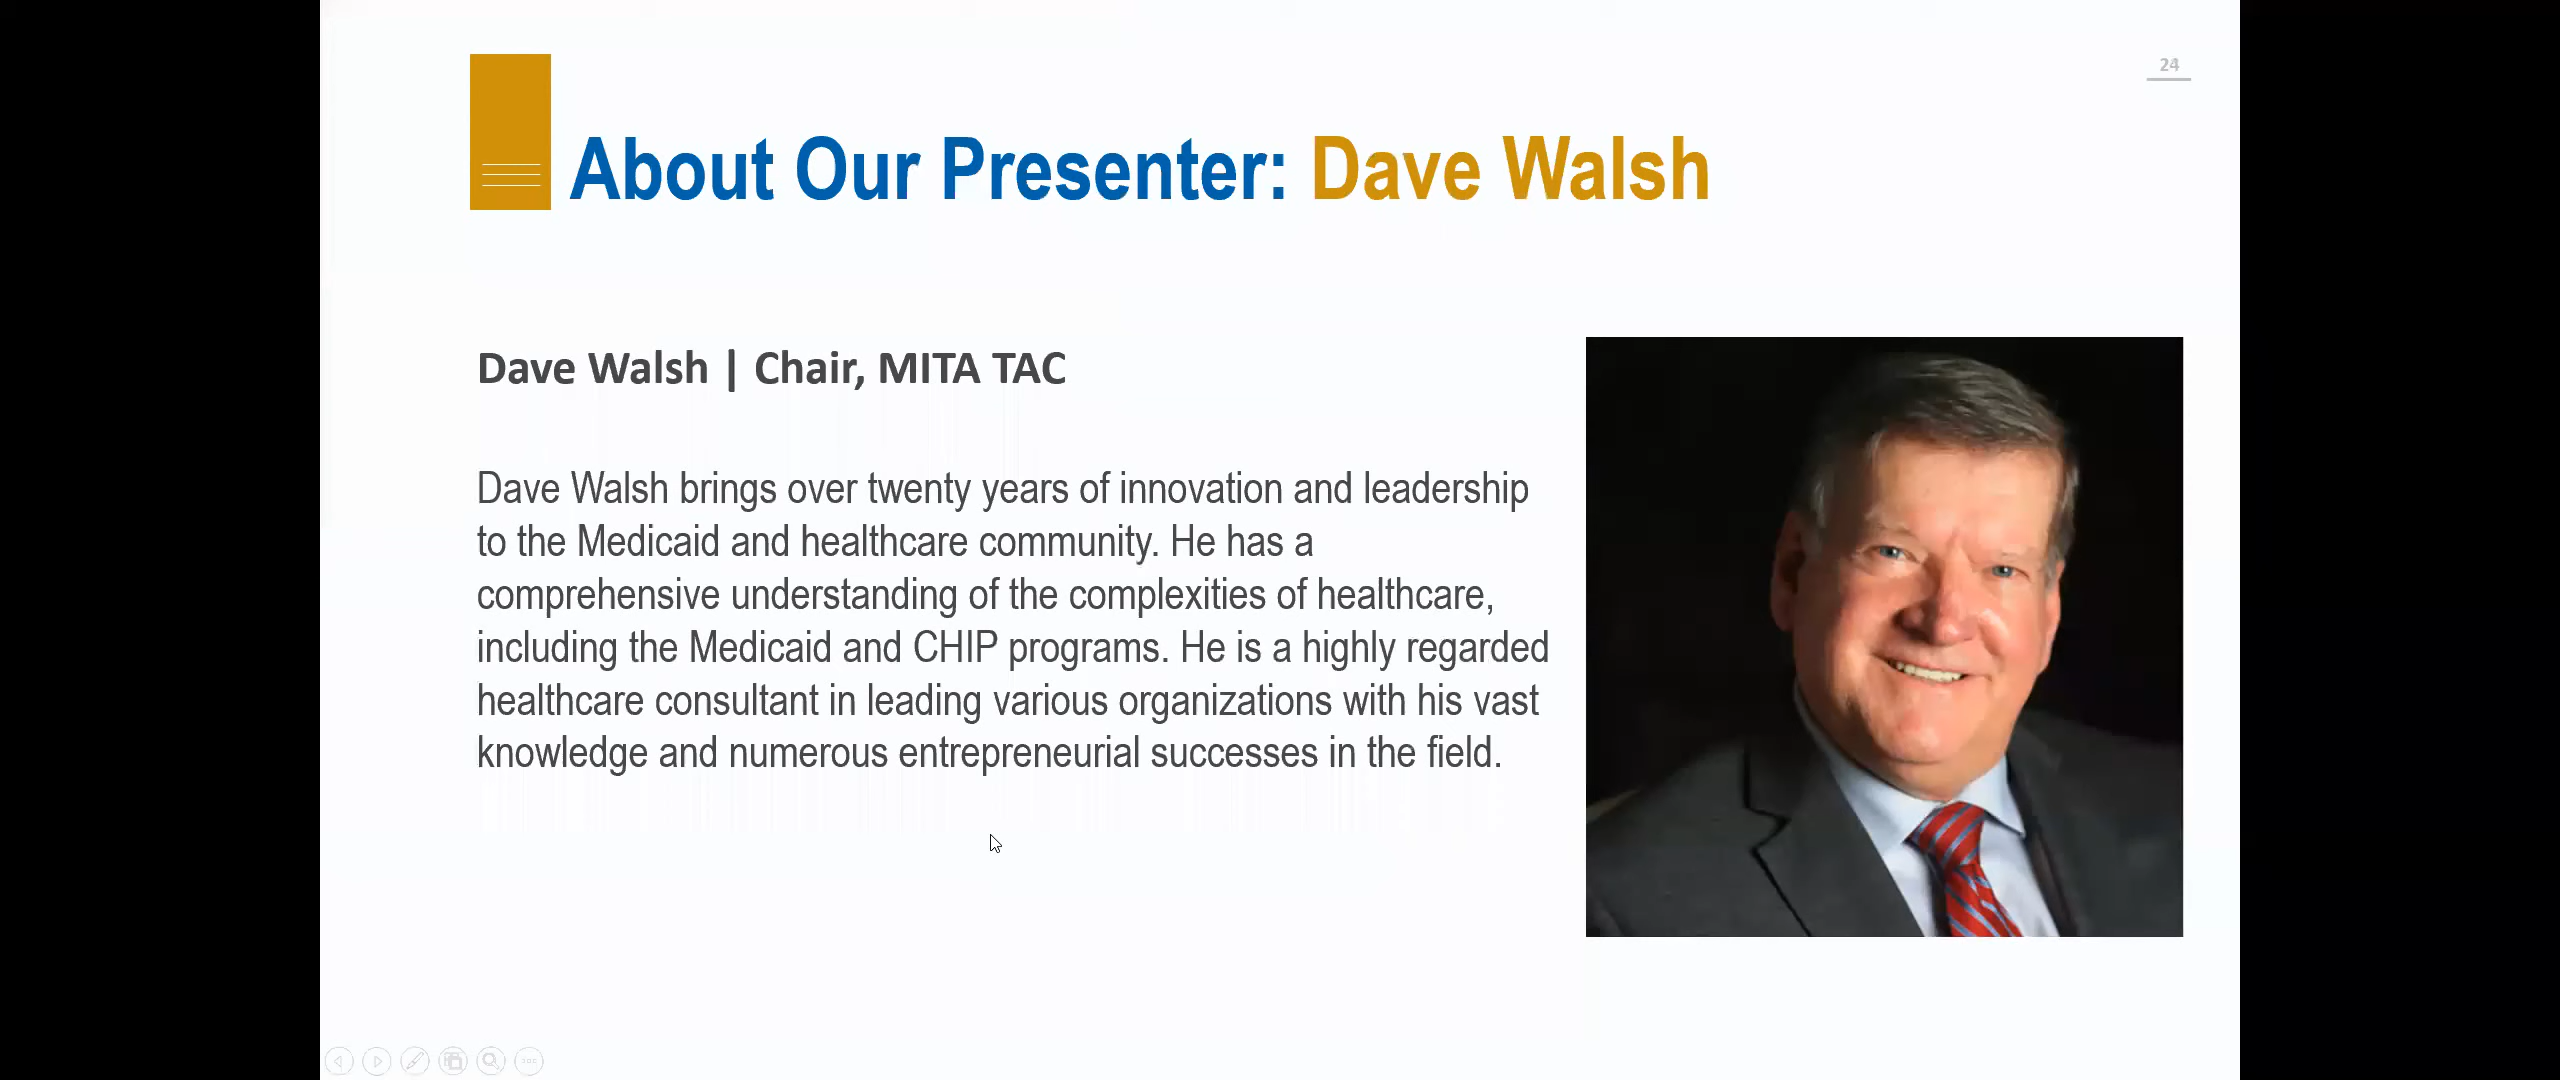 24
About Our Presenter: Dave Walsh
Dave Walsh | Chair, MITA TAC
Dave Walsh brings over twenty years of innovation and leadership
to the Medicaid and healthcare community. He has a
comprehensive understanding of the complexities of healthcare,
including the Medicaid and CHIP programs. He is a highly regarded
healthcare consultant in leading various organizations with his vast
knowledge and numerous entrepreneurial successes in the field.